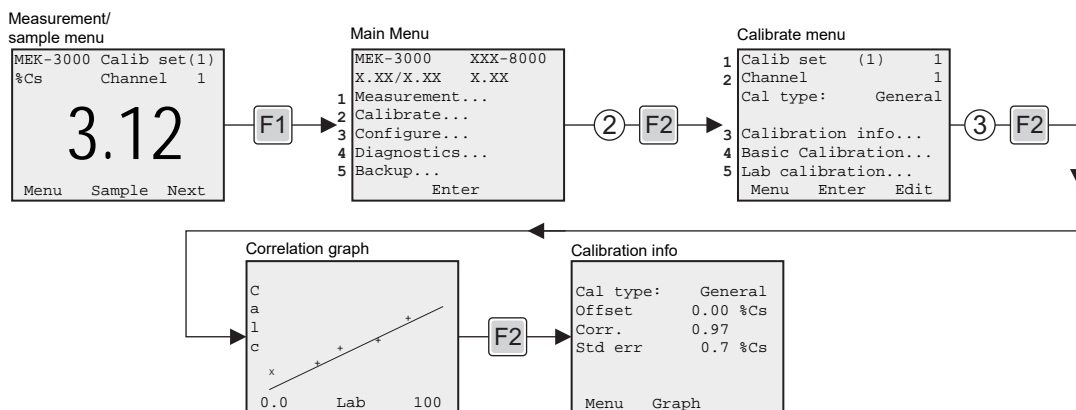 Measurement/
sample menu
MEK-3000 Calib set(1)
%Cs Channel 1
3.12
Menu Sample Next
F1
Main Menu
MEK-3000 XXX-8000
X.XX/X.XX X.XX
1 Measurement...
2 Calibrate...
3 Configure...
4 Diagnostics...
5 Backup...
Enter
2
F2
Calibrate menu
1 Calib set (1) 1
2 Channel 1
Cal type: General
3 Calibration info...
4 Basic Calibration...
5 Lab calibration...
Menu Enter Edit
3
F2
Correlation graph
C
a
l
c
0.0 Lab 100
F2
Calibration info
Cal type: General
Offset 0.00 %Cs
Corr. 0.97
Std err 0.7 %Cs
Menu Graph